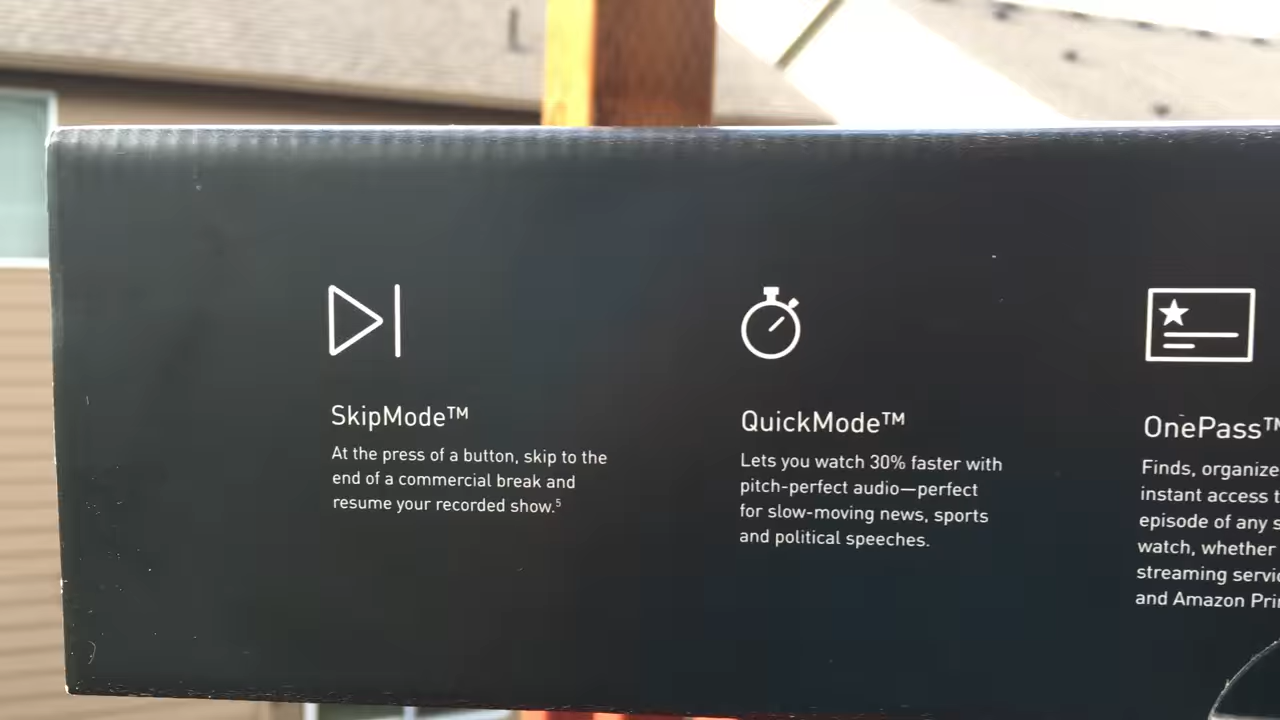 SkipMode™
At the press of a button, skip to the
end of a commercial break and
resume your recorded show.⁵
QuickMode™
Lets you watch 30% faster with
pitch-perfect audio—perfect
for slow-moving news, sports
and political speeches.
OnePass™
Finds, organize
instant access t
episode of any s
watch, whether
streaming servic
and Amazon Pri